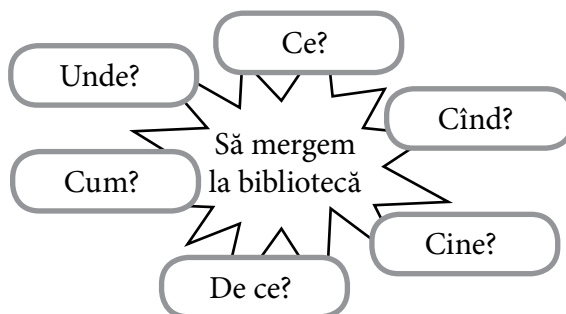 Ce?
Unde?
Cînd?
Să mergem
la bibliotecă
Cum?
Cine?
De ce?